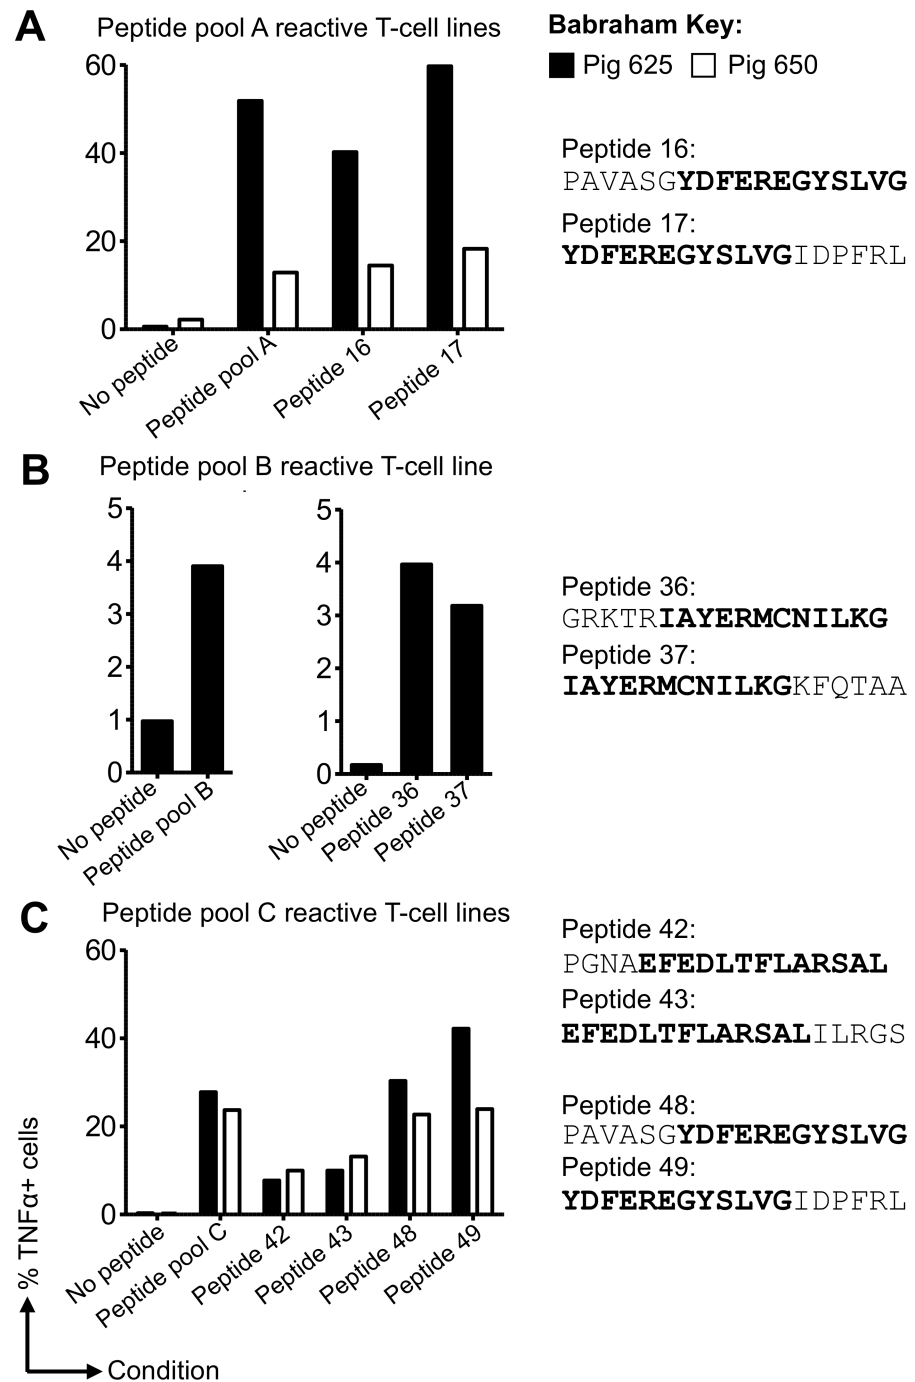 A
Peptide pool A reactive T-cell lines
Babraham Key:
Pig 625 Pig 650
60
40
20
0
No peptide
Peptide pool A
Peptide 16
Peptide 17
Peptide 16:
PAVASGYDFEREGYSLVG
Peptide 17:
YDFEREGYSLVGIDPFRL
B
Peptide pool B reactive T-cell line
5
4
3
2
1
0
No peptide
Peptide pool B
5
4
3
2
1
0
No peptide
Peptide 36
Peptide 37
Peptide 36:
GRKTRIAYERMCNILKG
Peptide 37:
IAYERMCNILKGKFQTAA
C
Peptide pool C reactive T-cell lines
60
40
20
0
No peptide
Peptide pool C
Peptide 42
Peptide 43
Peptide 48
Peptide 49
Peptide 42:
PGNAEFEDLTFLARSAL
Peptide 43:
EFEDLTFLARSALILRGS
Peptide 48:
PAVASGYDFEREGYSLVG
Peptide 49:
YDFEREGYSLVGIDPFRL
% TNFα+ cells
Condition